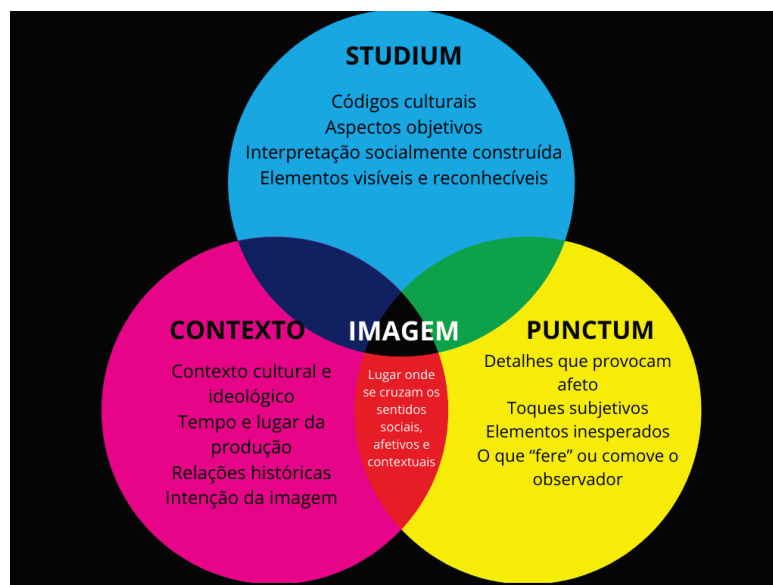 STUDIUM
Códigos culturais
Aspectos objetivos
Interpretação socialmente construída
Elementos visíveis e reconhecíveis
CONTEXTO
Contexto cultural e
ideológico
Tempo e lugar da
produção
Relações históricas
Intenção da imagem
IMAGEM
Lugar onde
se cruzam os
sentidos
sociais,
afetivos e
contextuais
PUNCTUM
Detalhes que provocam
afeto
Toques subjetivos
Elementos inesperados
O que “fere” ou comove o
observador